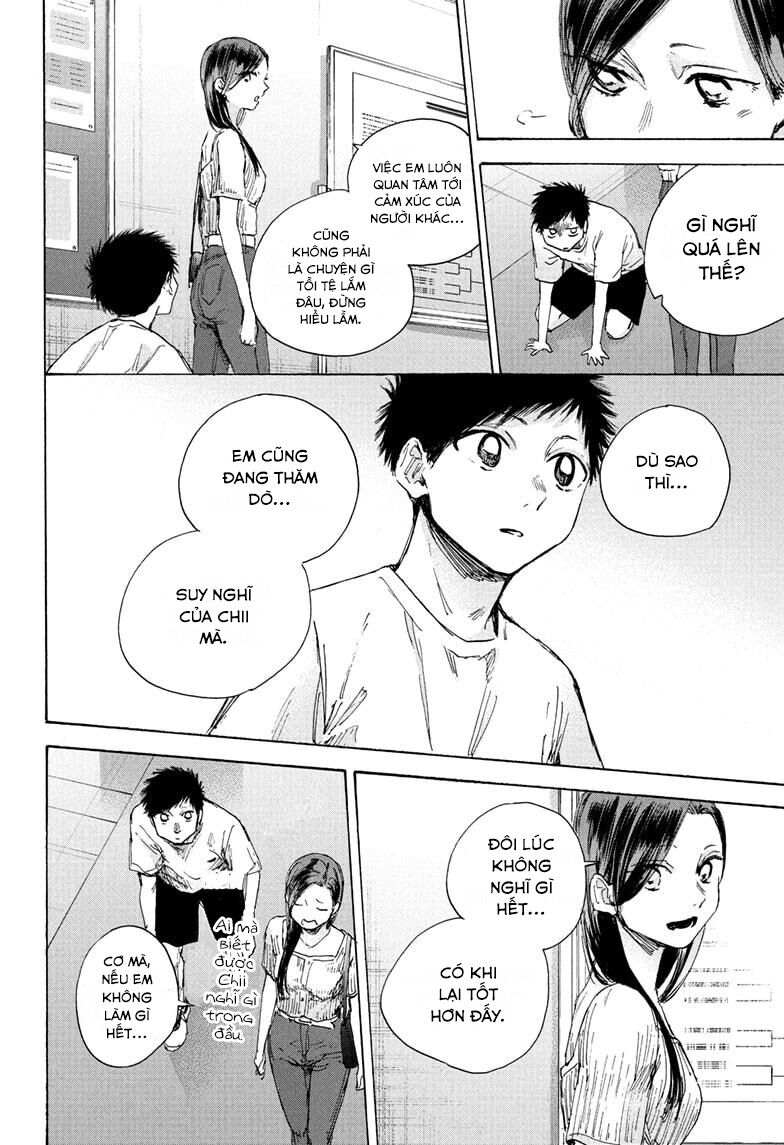 GÌ NGHĨ
QUÁ LÊN
THẾ?
VIỆC EM LUÔN
QUAN TÂM TỚI
CẢM XÚC CỦA
NGƯỜI KHÁC...
CŨNG
KHÔNG PHẢI
LÀ CHUYỆN GÌ
TỒI TỆ LẮM
ĐÂU, ĐỪNG
HIỂU LẦM.
DÙ SAO
THÌ...
EM CŨNG
ĐANG THĂM
DÒ...
SUY NGHĨ
CỦA CHII
MÀ.
ĐÔI LÚC
KHÔNG
NGHĨ GÌ
HẾT...
CÓ KHI
LẠI TỐT
HƠN ĐẤY.
Ai mà
biết
được
Chii
nghĩ gì
trong
đầu.
CƠ MÀ,
NẾU EM
KHÔNG
LÀM GÌ
HẾT...